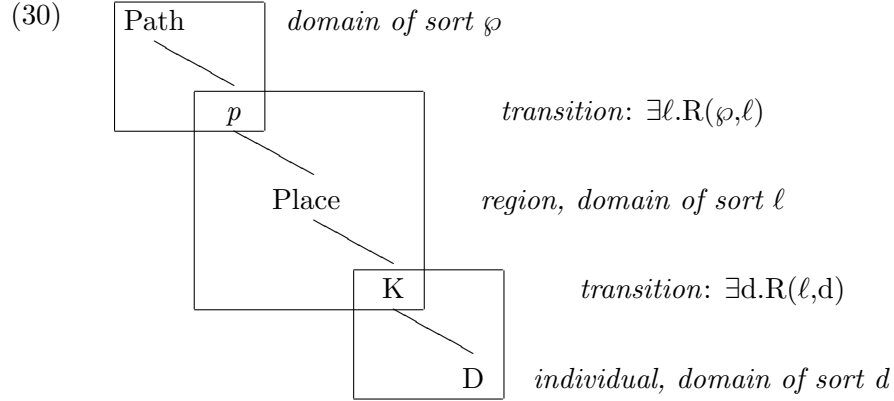 (30) Path domain of sort ℘
p transition: ∃ℓ.R(℘,ℓ)
Place region, domain of sort ℓ
K transition: ∃d.R(ℓ,d)
D individual, domain of sort d